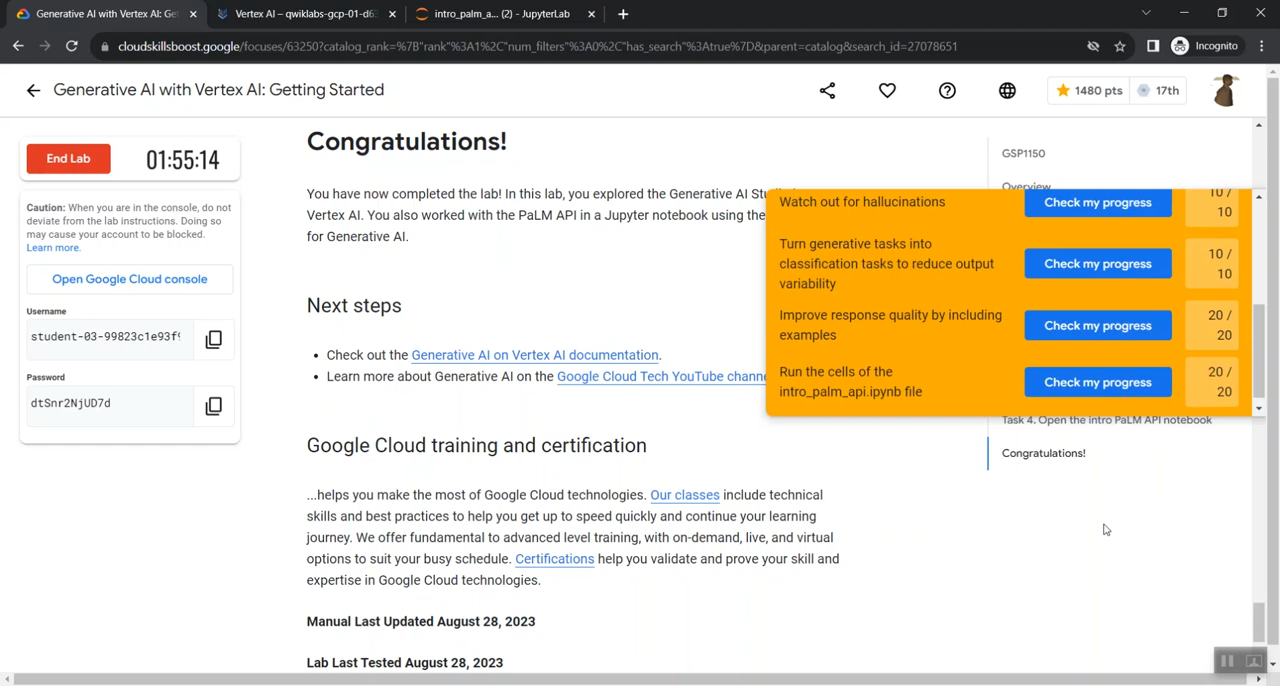 Generative AI with Vertex AI: Get
Vertex AI – qwiklabs-gcp-01-d63
intro_palm_a... (2) - JupyterLab
cloudskillsboost.google/focuses/63250?catalog_rank=%7B"rank"%3A1%2C"num_filters"%3A0%2C"has_search"%3Atrue%7D&parent=catalog&search_id=27078651
Incognito
Generative AI with Vertex AI: Getting Started
1480 pts
17th
End Lab
01:55:14
Caution: When you are in the console, do not
deviate from the lab instructions. Doing so
may cause your account to be blocked.
Learn more.
Open Google Cloud console
Username
student-03-99823c1e93f9
Password
dtSnr2NjUD7d
Congratulations!
You have now completed the lab! In this lab, you explored the Generative AI Stu
Vertex AI. You also worked with the PaLM API in a Jupyter notebook using the
for Generative AI.
Next steps
• Check out the Generative AI on Vertex AI documentation.
• Learn more about Generative AI on the Google Cloud Tech YouTube channe
Google Cloud training and certification
...helps you make the most of Google Cloud technologies. Our classes include technical
skills and best practices to help you get up to speed quickly and continue your learning
journey. We offer fundamental to advanced level training, with on-demand, live, and virtual
options to suit your busy schedule. Certifications help you validate and prove your skill and
expertise in Google Cloud technologies.
Manual Last Updated August 28, 2023
Lab Last Tested August 28, 2023
GSP1150
Overview
Watch out for hallucinations
Check my progress
10 /
10
Turn generative tasks into
classification tasks to reduce output
variability
Check my progress
10 /
10
Improve response quality by including
examples
Check my progress
20 /
20
Run the cells of the
intro_palm_api.ipynb file
Check my progress
20 /
20
Task 4. Open the intro PaLM API notebook
Congratulations!